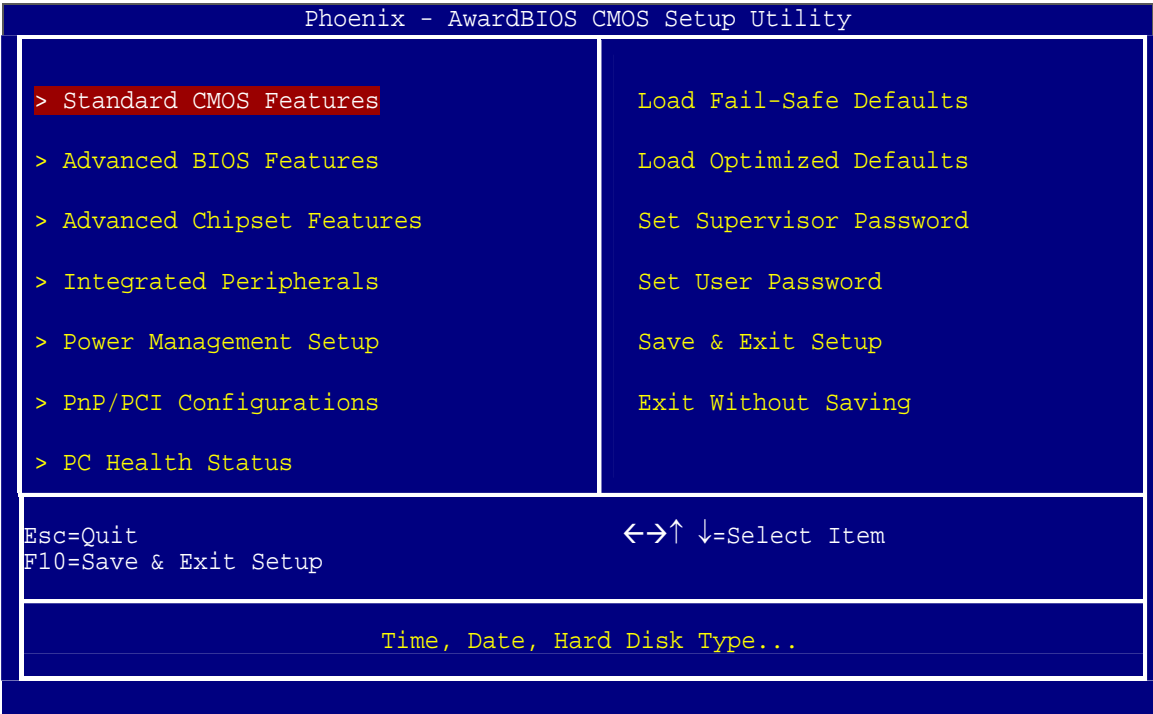 Phoenix - AwardBIOS CMOS Setup Utility
> Standard CMOS Features
> Advanced BIOS Features
> Advanced Chipset Features
> Integrated Peripherals
> Power Management Setup
> PnP/PCI Configurations
> PC Health Status
Load Fail-Safe Defaults
Load Optimized Defaults
Set Supervisor Password
Set User Password
Save & Exit Setup
Exit Without Saving
Esc=Quit
F10=Save & Exit Setup
←→↑ ↓=Select Item
Time, Date, Hard Disk Type...